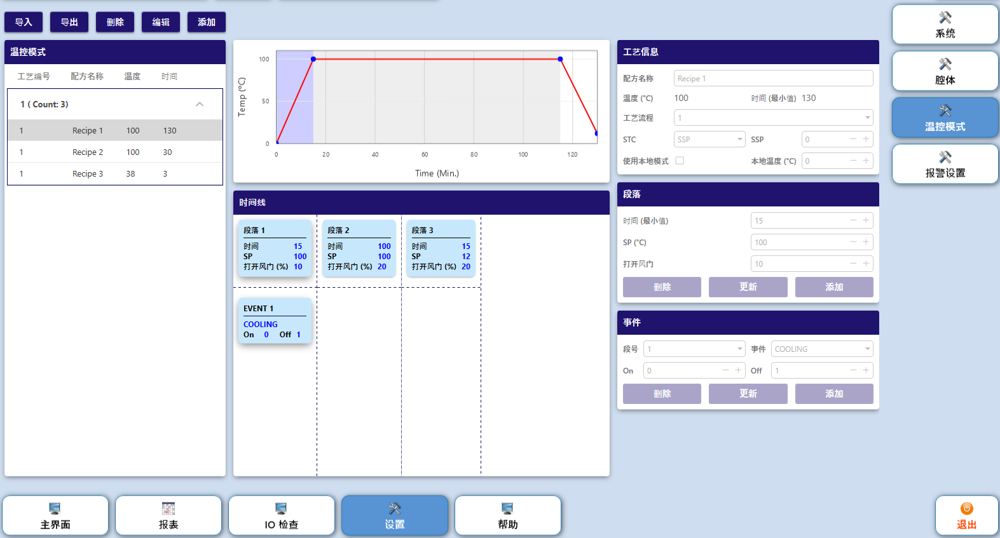 导入 导出 删除 编辑 添加
温控模式
工艺编号 配方名称 温度 时间
1 ( Count: 3)
1 Recipe 1 100 130
1 Recipe 2 100 30
1 Recipe 3 38 3
Temp (°C)
100
50
0
0 20 40 60 80 100 120
Time (Min.)
时间线
段落 1
时间 15
SP 100
打开风门 (%) 10
段落 2
时间 100
SP 100
打开风门 (%) 20
段落 3
时间 15
SP 12
打开风门 (%) 20
EVENT 1
COOLING
On 0 Off 1
工艺信息
配方名称 Recipe 1
温度 (°C) 100 时间 (最小值) 130
工艺流程 1
STC SSP SSP 0
使用本地模式 本地温度 (°C) 0
段落
时间 (最小值) 15
SP (°C) 100
打开风门 10
删除 更新 添加
事件
段号 1 事件 COOLING
On 0 Off 1
删除 更新 添加
系统
腔体
温控模式
报警设置
主界面 报表 IO 检查 设置 帮助 退出